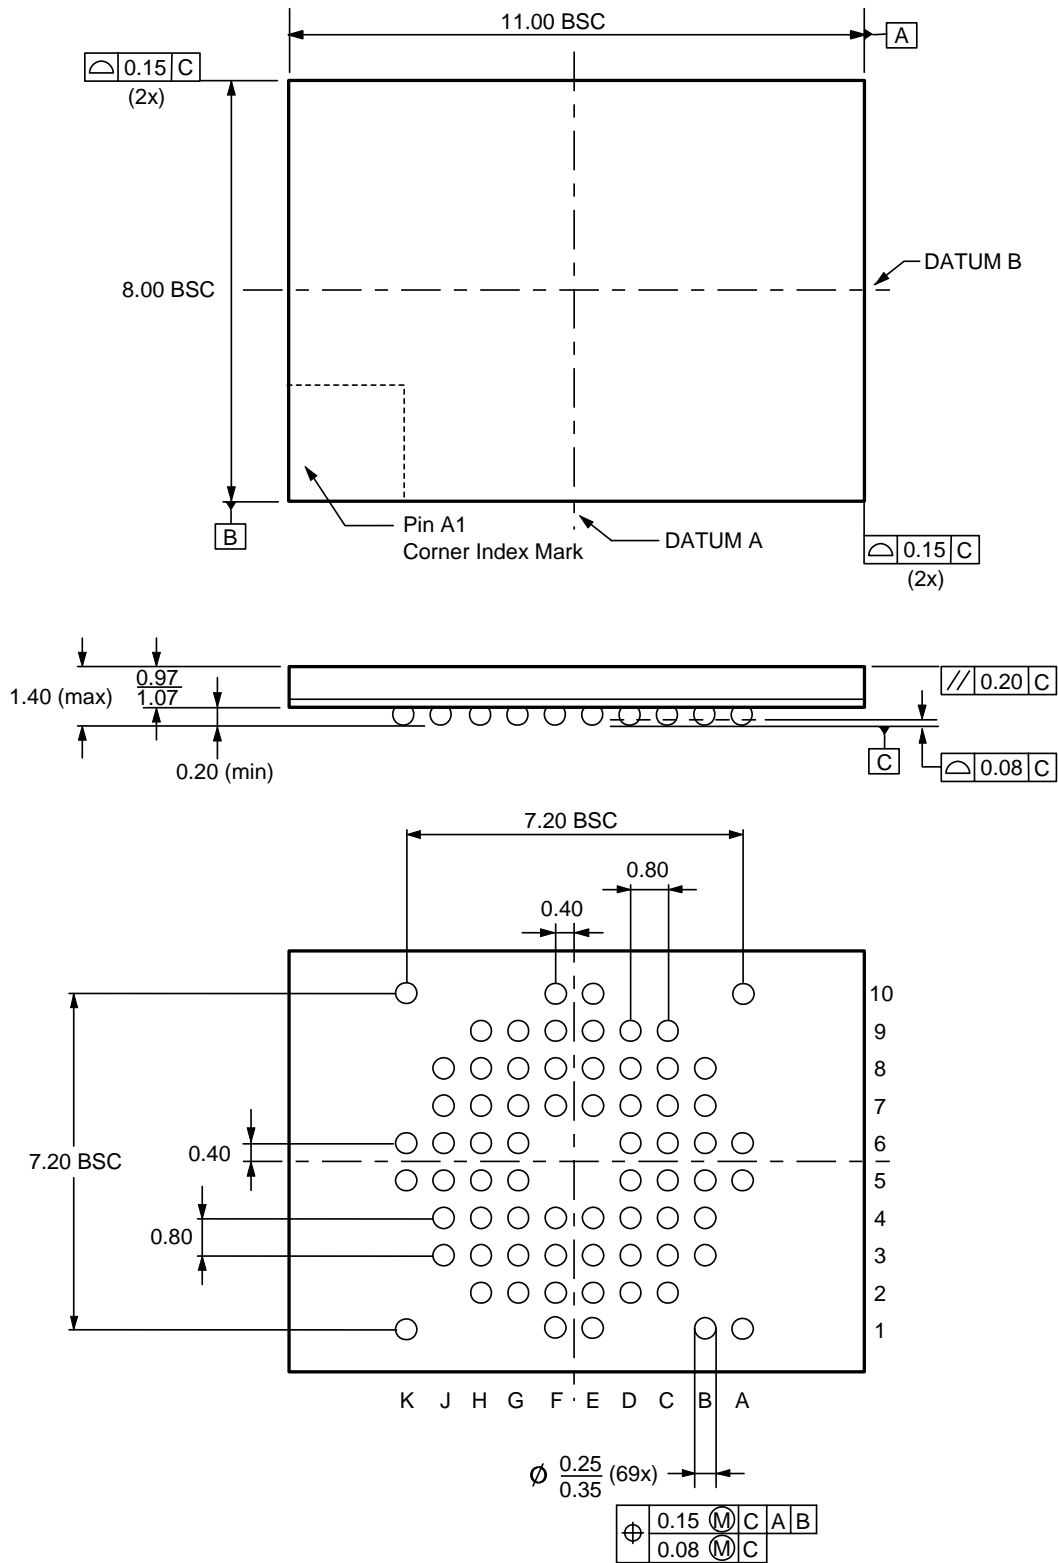 11.00 BSC
A
0.15 C
(2x)
8.00 BSC
DATUM B
B
Pin A1
Corner Index Mark
DATUM A
0.15 C
(2x)
1.40 (max)
0.97
1.07
0.20 (min)
// 0.20 C
C
0.08 C
7.20 BSC
0.80
0.40
7.20 BSC
0.40
0.80
10
9
8
7
6
5
4
3
2
1
K J H G F E D C B A
Ø 0.25
0.35
(69x)
⌖ 0.15 Ⓜ C A B
0.08 Ⓜ C